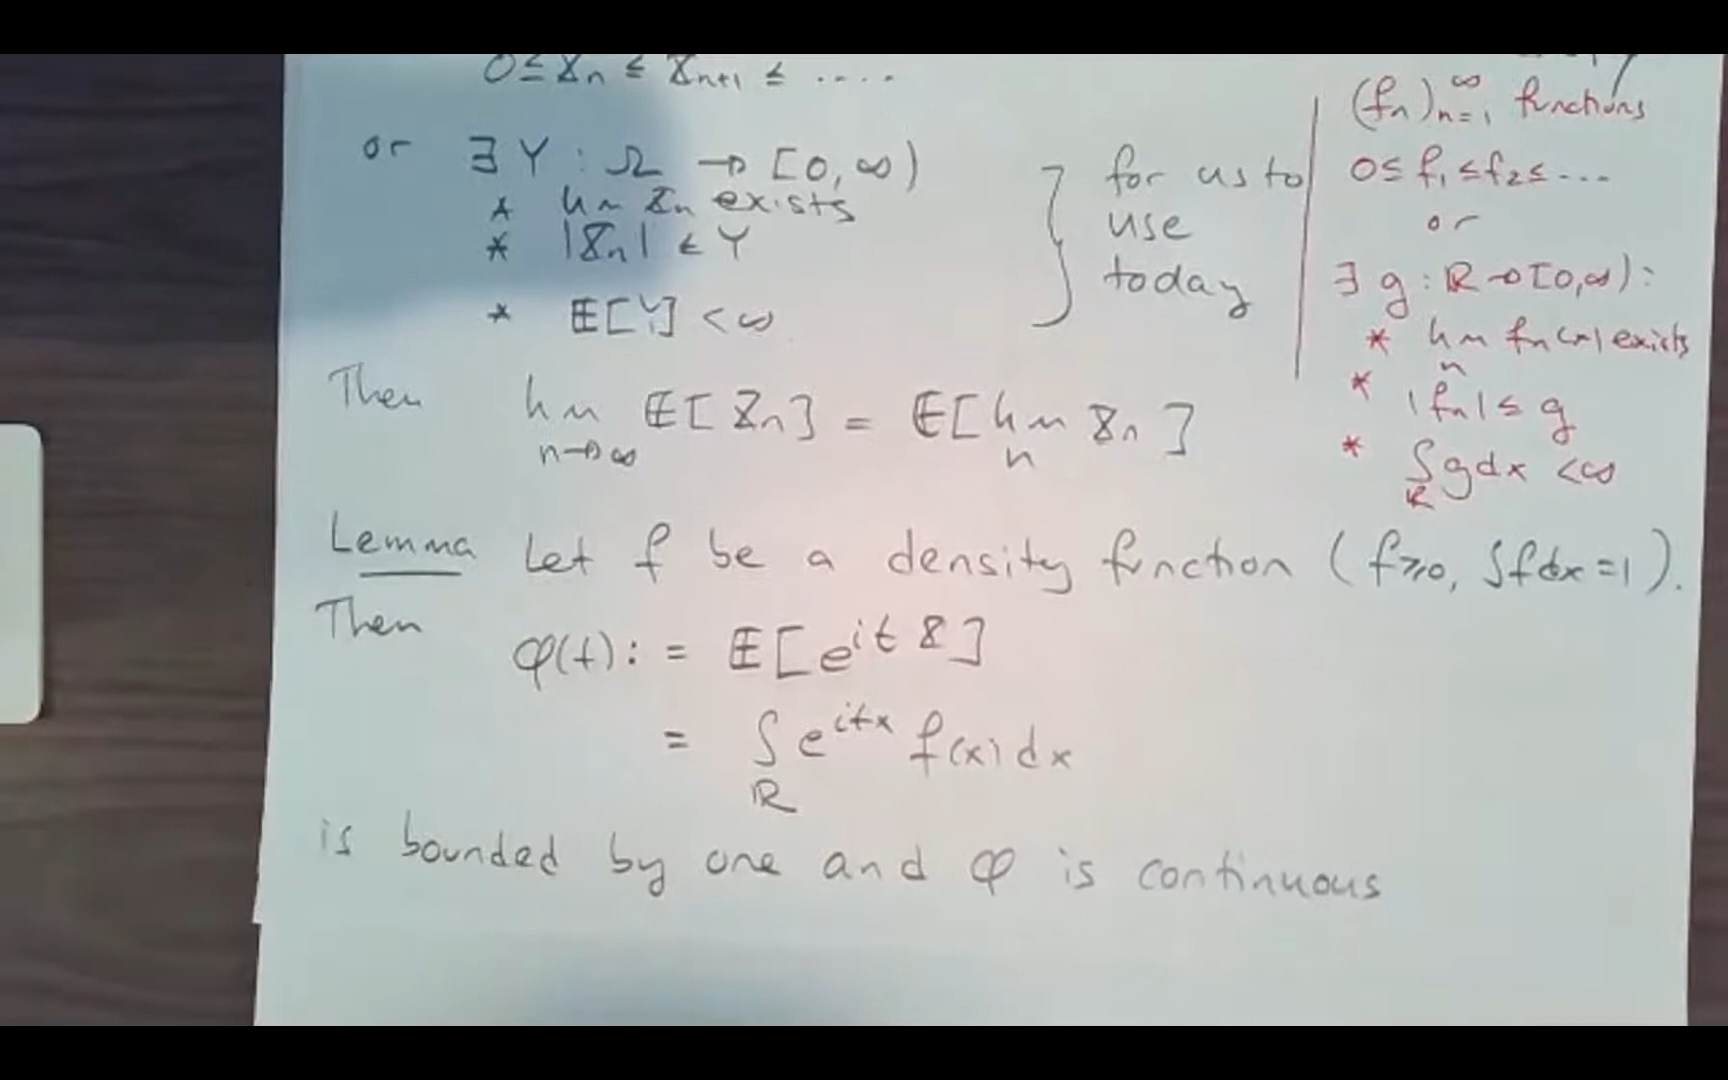 0 ≤ X_n ≤ X_{n+1} ≤ ....
or ∃ Y : Ω → [0, ∞)
* lim X_n exists
* |X_n| ≤ Y
* E[Y] < ∞
} for us to
use
today
Then lim_{n→∞} E[X_n] = E[lim_n X_n]
(f_n)_{n=1}^∞ functions
0 ≤ f_1 ≤ f_2 ≤ ...
or
∃ g : R → [0, ∞) :
* lim_n f_n(x) exists
* |f_n| ≤ g
* ∫_R g dx < ∞
Lemma Let f be a density function (f ≥ 0, ∫f dx = 1).
Then φ(t) := E[e^{itX}]
= ∫_R e^{itx} f(x) dx
is bounded by one and φ is continuous